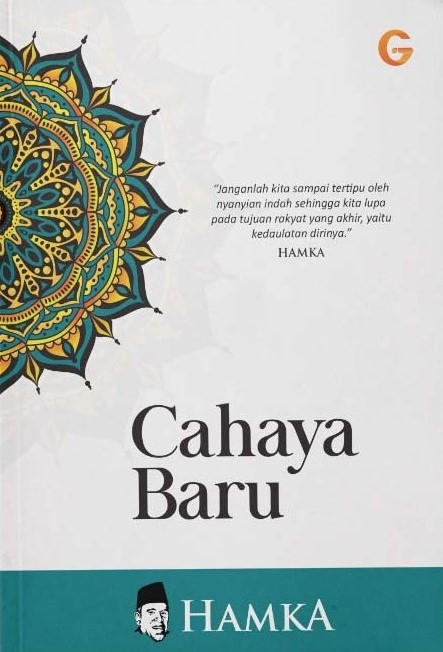 G
“Janganlah kita sampai tertipu oleh
nyanyian indah sehingga kita lupa
pada tujuan rakyat yang akhir, yaitu
kedaulatan dirinya.”
HAMKA
Cahaya
Baru
HAMKA